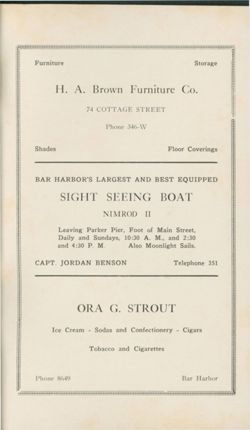 Furniture Storage
H. A. Brown Furniture Co.
74 COTTAGE STREET
Phone 346-W
Shades Floor Coverings
BAR HARBOR'S LARGEST AND BEST EQUIPPED
SIGHT SEEING BOAT
NIMROD II
Leaving Parker Pier, Foot of Main Street,
Daily and Sundays, 10:30 A. M., and 2:30
and 4:30 P. M. Also Moonlight Sails.
CAPT. JORDAN BENSON Telephone 351
ORA G. STROUT
Ice Cream - Sodas and Confectionery - Cigars
Tobacco and Cigarettes
Phone 8649 Bar Harbor